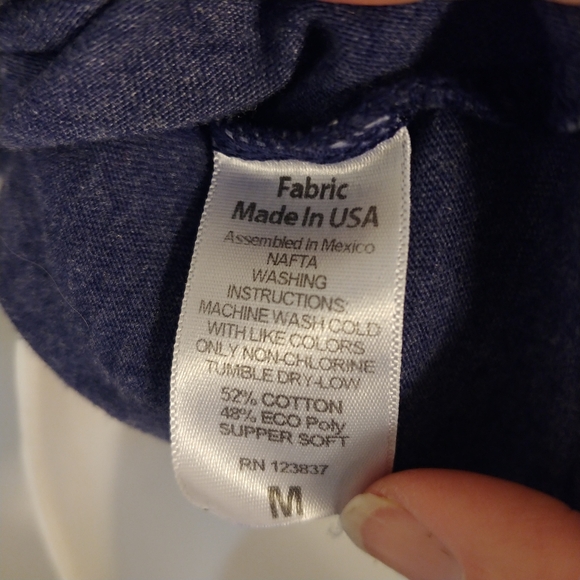 Fabric
Made In USA
Assembled in Mexico
NAFTA
WASHING
INSTRUCTIONS:
MACHINE WASH COLD
WITH LIKE COLORS
ONLY NON-CHLORINE
TUMBLE DRY-LOW
52% COTTON
48% ECO Poly
SUPPER SOFT
RN 123837
M